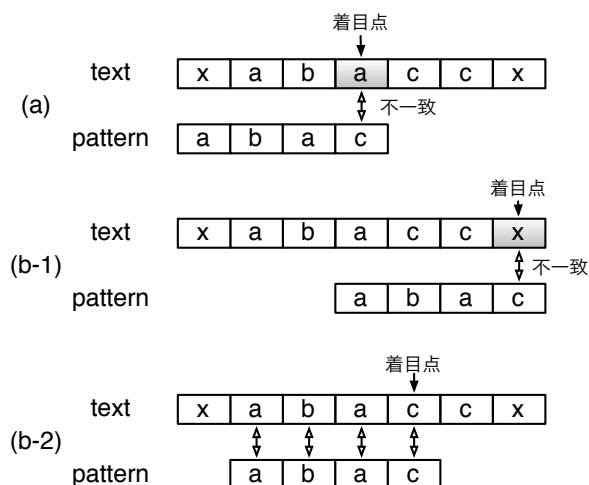 着目点
text x a b a c c x
(a) 不一致
pattern a b a c
着目点
text x a b a c c x
(b-1) 不一致
pattern a b a c
着目点
text x a b a c c x
(b-2)
pattern a b a c